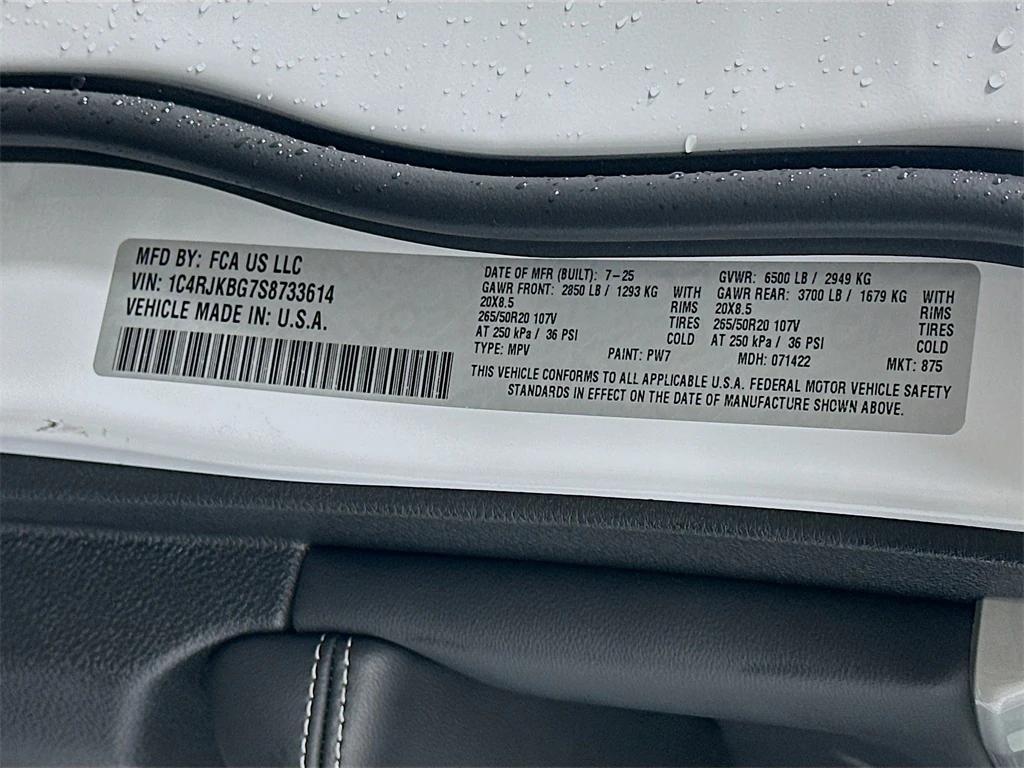 MFD BY: FCA US LLC
VIN: 1C4RJKBG7S8733614
VEHICLE MADE IN: U.S.A.
DATE OF MFR (BUILT): 7-25
GAWR FRONT: 2850 LB / 1293 KG WITH
20X8.5 RIMS
265/50R20 107V TIRES
AT 250 kPa / 36 PSI COLD
TYPE: MPV PAINT: PW7
GVWR: 6500 LB / 2949 KG
GAWR REAR: 3700 LB / 1679 KG WITH
20X8.5 RIMS
265/50R20 107V TIRES
AT 250 kPa / 36 PSI COLD
MDH: 071422 MKT: 875
THIS VEHICLE CONFORMS TO ALL APPLICABLE U.S.A. FEDERAL MOTOR VEHICLE SAFETY
STANDARDS IN EFFECT ON THE DATE OF MANUFACTURE SHOWN ABOVE.